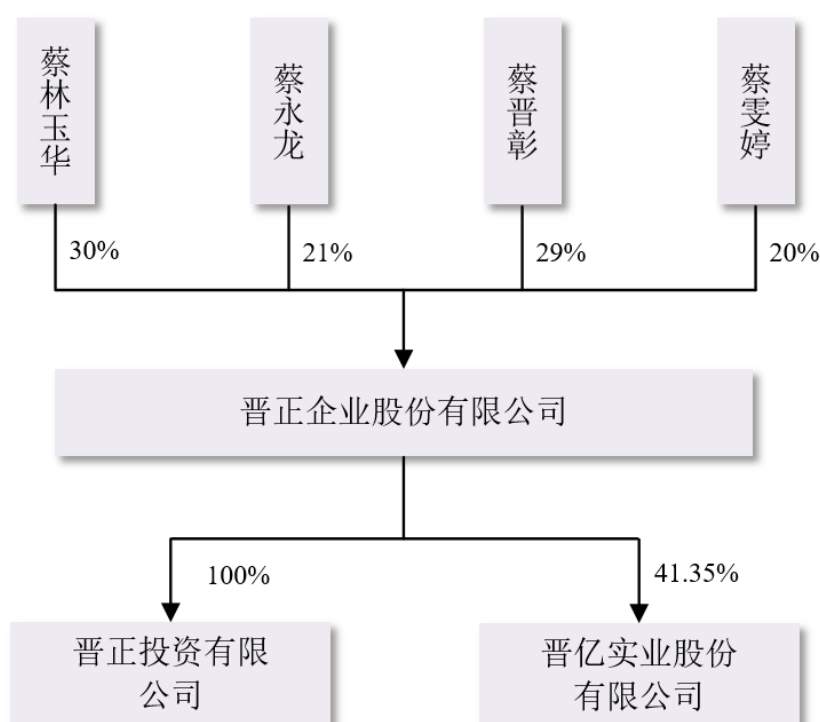 蔡林玉华
蔡永龙
蔡晋彰
蔡雯婷
30%
21%
29%
20%
晋正企业股份有限公司
100%
41.35%
晋正投资有限
公司
晋亿实业股份
有限公司